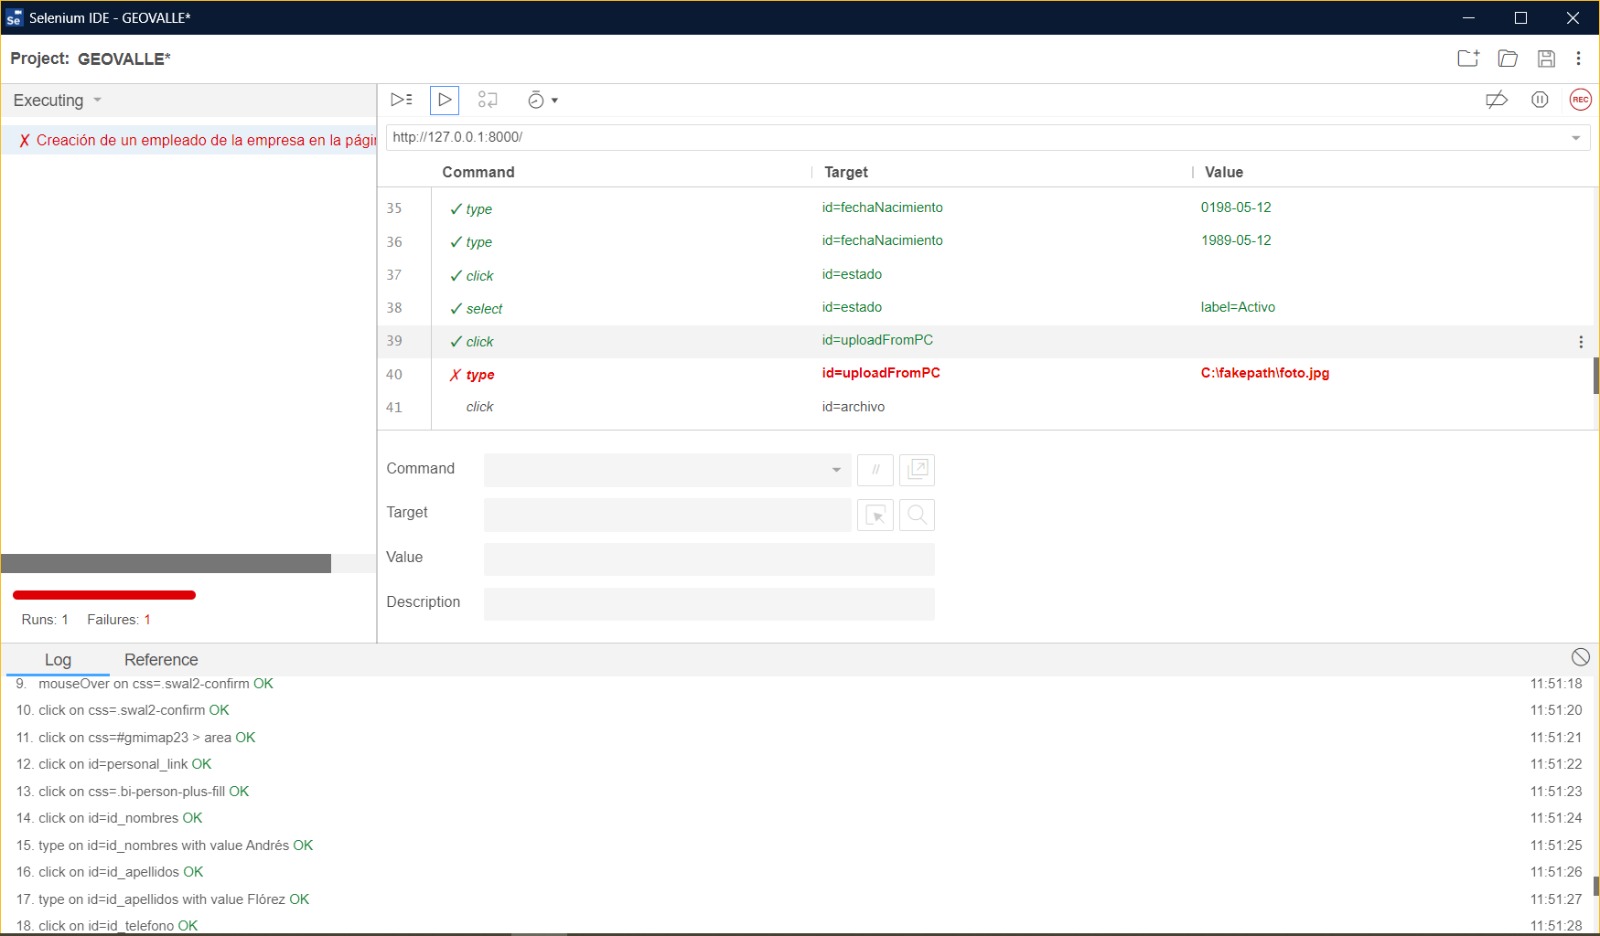 Se Selenium IDE - GEOVALLE*
Project: GEOVALLE*
Executing
✗ Creación de un empleado de la empresa en la pági
Runs: 1 Failures: 1
REC
http://127.0.0.1:8000/
Command Target Value
35 ✓ type id=fechaNacimiento 0198-05-12
36 ✓ type id=fechaNacimiento 1989-05-12
37 ✓ click id=estado
38 ✓ select id=estado label=Activo
39 ✓ click id=uploadFromPC
40 ✗ type id=uploadFromPC C:\fakepath\foto.jpg
41 click id=archivo
Command //
Target
Value
Description
Log Reference
9. mouseOver on css=.swal2-confirm OK 11:51:18
10. click on css=.swal2-confirm OK 11:51:20
11. click on css=#gmimap23 > area OK 11:51:21
12. click on id=personal_link OK 11:51:22
13. click on css=.bi-person-plus-fill OK 11:51:23
14. click on id=id_nombres OK 11:51:24
15. type on id=id_nombres with value Andrés OK 11:51:25
16. click on id=id_apellidos OK 11:51:26
17. type on id=id_apellidos with value Flórez OK 11:51:27
18. click on id=id_telefono OK 11:51:28